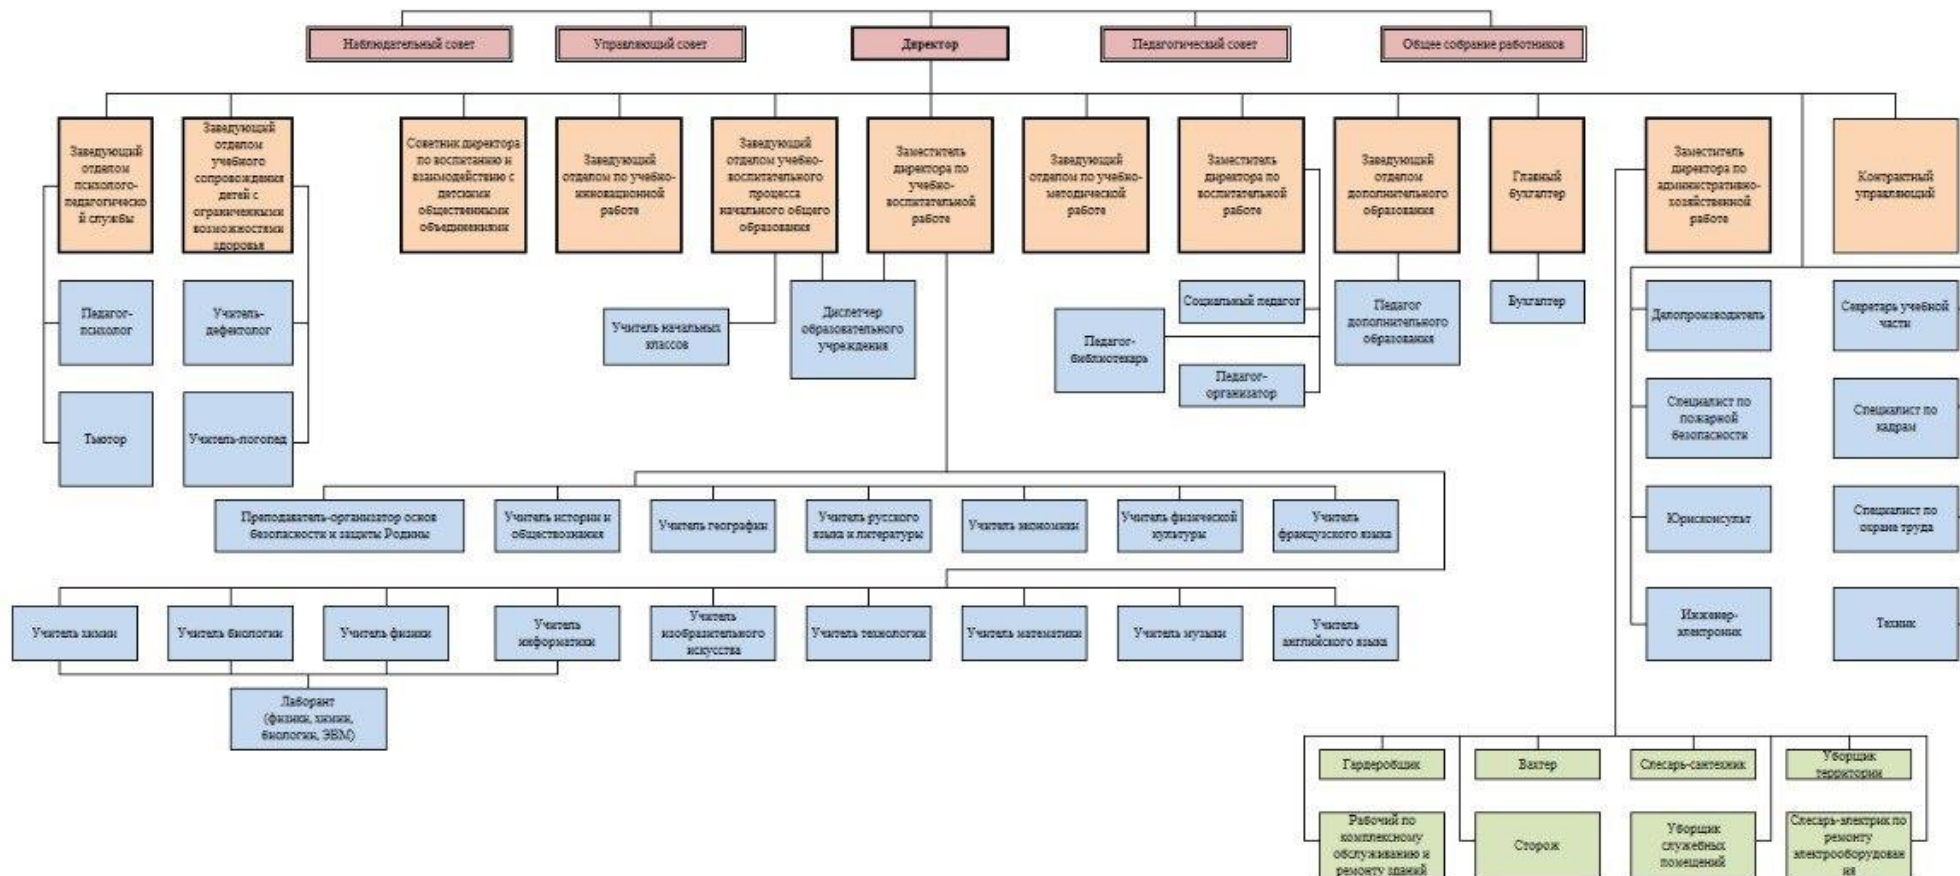 Наблюдательный совет
Управляющий совет
Директор
Педагогический совет
Общее собрание работников
Заведующий
отделом
психолого-
педагогическо
й службы
Заведующий
отделом
учебного
сопровождения
детей с
ограниченными
возможностями
здоровья
Советник директора
по воспитанию и
взаимодействию с
детскими
общественными
объединениями
Заведующий
отделом по учебно-
инновационной
работе
Заведующий
отделом учебно-
воспитательного
процесса
начального общего
образования
Заместитель
директора по
учебно-
воспитательной
работе
Заведующий
отделом по учебно-
методической
работе
Заместитель
директора по
воспитательной
работе
Заведующий
отделом
дополнительного
образования
Главный
бухгалтер
Заместитель
директора по
административно-
хозяйственной
работе
Контрактный
управляющий
Педагог-
психолог
Учитель-
дефектолог
Учитель начальных
классов
Диспетчер
образовательного
учреждения
Педагог-
библиотекарь
Социальный педагог
Педагог
дополнительного
образования
Бухгалтер
Делопроизводитель
Секретарь учебной
части
Педагог-
организатор
Тьютор
Учитель-логопед
Специалист по
пожарной
безопасности
Специалист по
кадрам
Преподаватель-организатор основ
безопасности и защиты Родины
Учитель истории и
обществознания
Учитель географии
Учитель русского
языка и литературы
Учитель экономики
Учитель физической
культуры
Учитель
французского языка
Юрисконсульт
Специалист по
охране труда
Учитель химии
Учитель биологии
Учитель физики
Учитель
информатики
Учитель
изобразительного
искусства
Учитель технологии
Учитель математики
Учитель музыки
Учитель
английского языка
Инженер-
электроник
Техник
Лаборант
(физики, химии,
биологии, ЭВМ)
Гардеробщик
Вахтер
Слесарь-сантехник
Уборщик
территории
Рабочий по
комплексному
обслуживанию и
ремонту зданий
Сторож
Уборщик
служебных
помещений
Слесарь-электрик по
ремонту
электрооборудован
ия